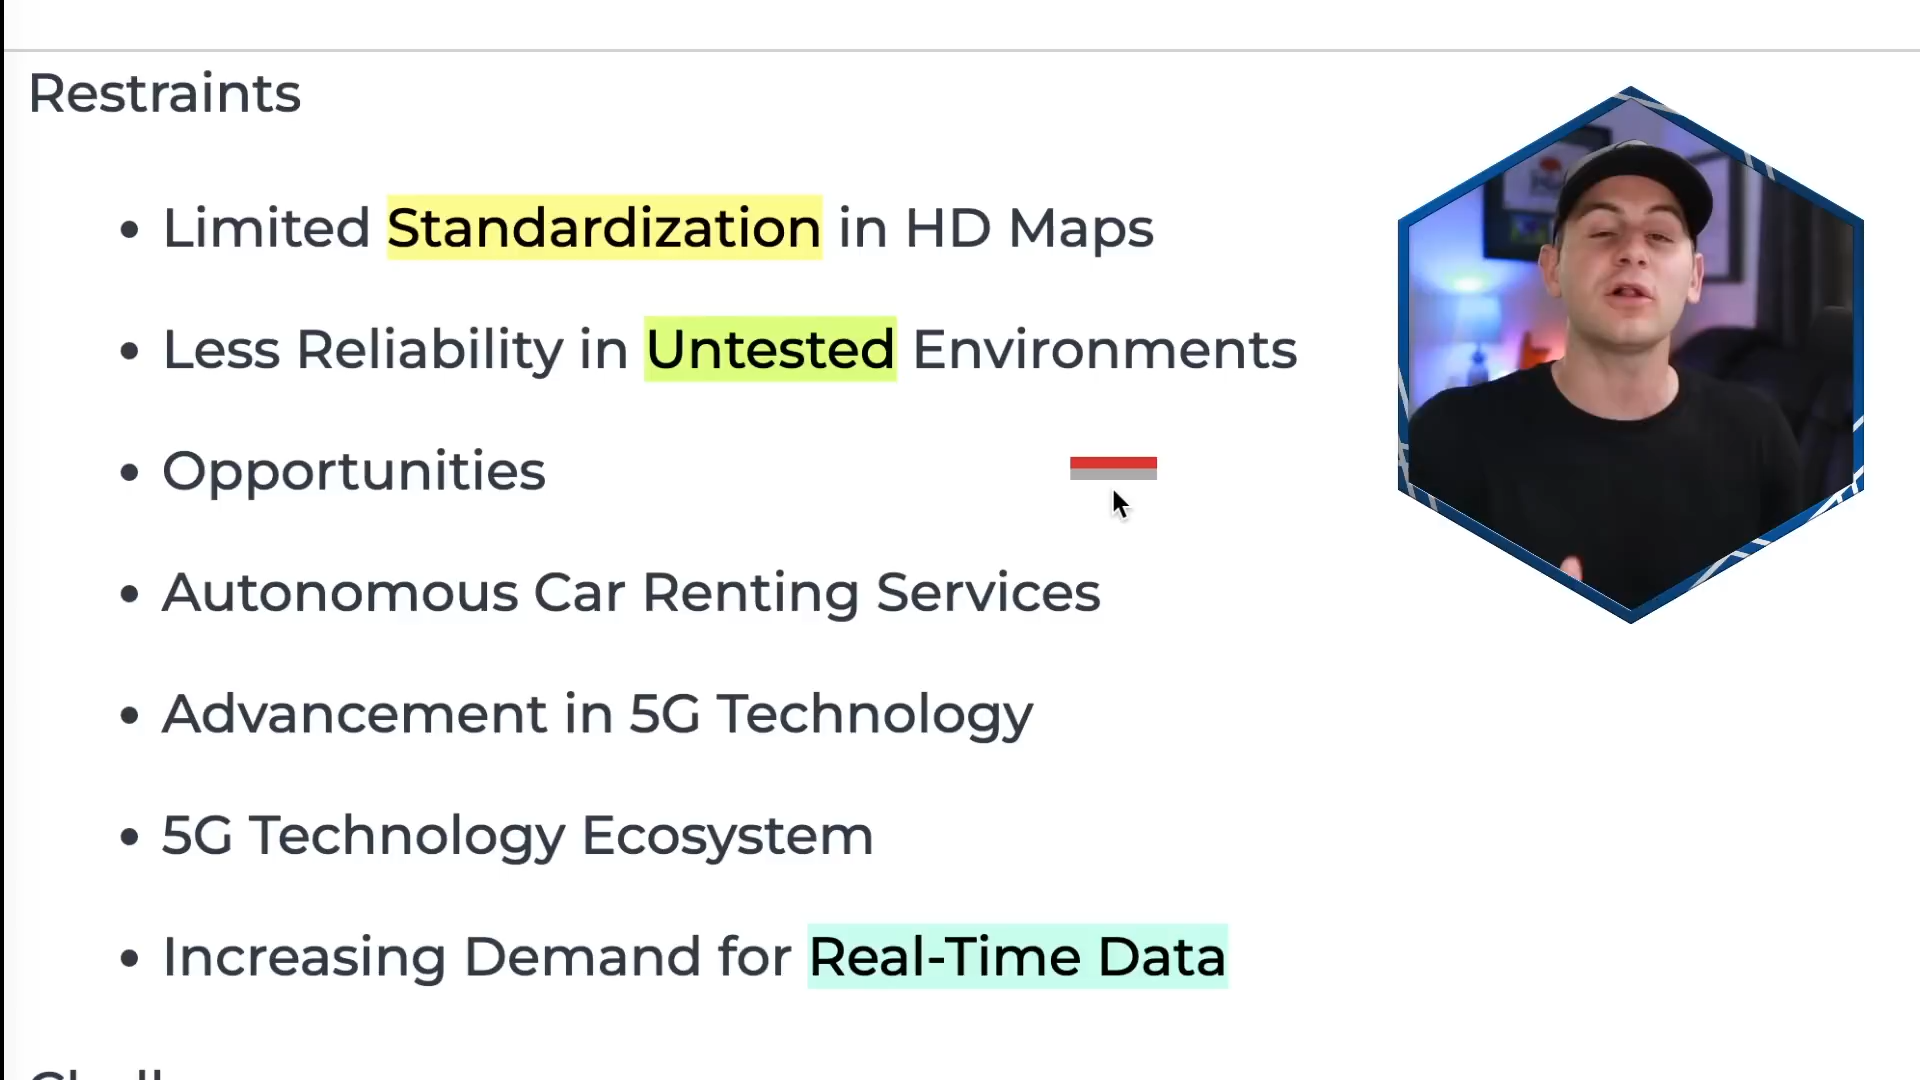 Restraints
Limited Standardization in HD Maps
Less Reliability in Untested Environments
Opportunities
Autonomous Car Renting Services
Advancement in 5G Technology
5G Technology Ecosystem
Increasing Demand for Real-Time Data